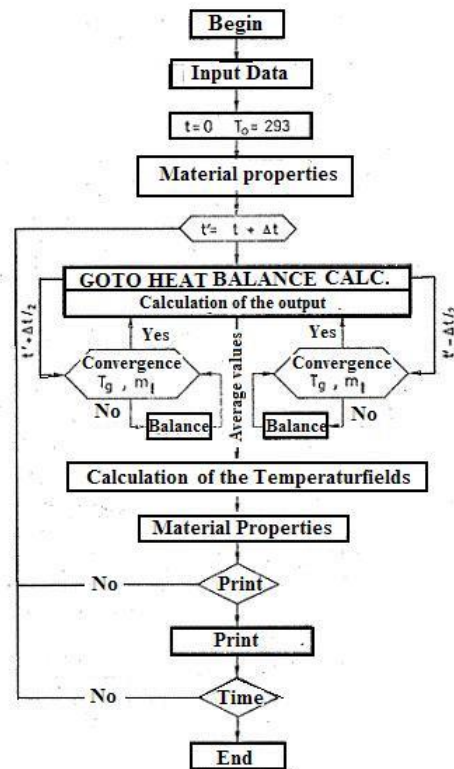 Begin
Input Data
t=0 T₀ = 293
Material properties
t'= t + Δt
GOTO HEAT BALANCE CALC.
Calculation of the output
t'+Δt/2
t'-Δt/2
Yes
Yes
Convergence
Tg , ml
Convergence
Tg , ml
No
No
Balance
Balance
Average values
Calculation of the Temperaturfields
Material Properties
No
Print
Print
No
Time
End